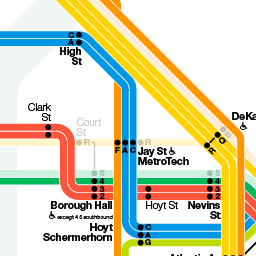 C
A
High
St
Clark
St
Court
St
R
F A C
R
Jay St ♿
MetroTech
B
Q
R
DeKa
♿
5
4
3
2
5
4
3
2
Borough Hall
♿ except 4 5 southbound
Hoyt St
Nevins
St
Hoyt
Schermerhorn
C
A
G